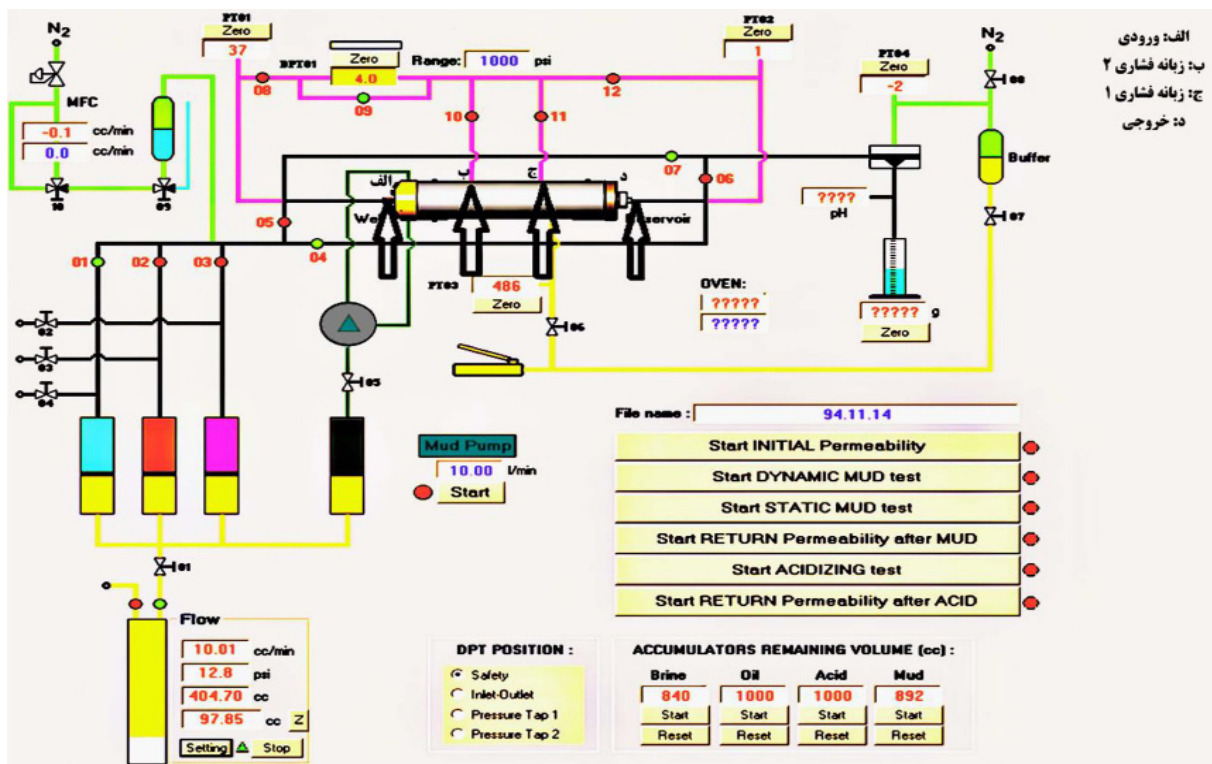 الف: ورودی
ب: زبانه فشاری ۲
ج: زبانه فشاری ۱
د: خروجی
N2
MFC
-0.1 cc/min
0.0 cc/min
10
09
PT01
Zero
37
DPT01
Zero
4.0
Range: 1000 psi
PT02
Zero
1
PT04
Zero
-2
N2
08
Buffer
07
08
09
10
11
12
07
06
05
04
الف
ب
ج
د
We
servoir
01
02
03
PT03
486
Zero
06
OVEN:
?????
?????
????
pH
????? g
Zero
02
03
04
05
01
Mud Pump
10.00 l/min
Start
File name : 94.11.14
Start INITIAL Permeability
Start DYNAMIC MUD test
Start STATIC MUD test
Start RETURN Permeability after MUD
Start ACIDIZING test
Start RETURN Permeability after ACID
Flow
10.01 cc/min
12.8 psi
404.70 cc
97.85 cc Z
Setting Stop
DPT POSITION :
Safety
Inlet-Outlet
Pressure Tap 1
Pressure Tap 2
ACCUMULATORS REMAINING VOLUME (cc) :
Brine Oil Acid Mud
840 1000 1000 892
Start Start Start Start
Reset Reset Reset Reset